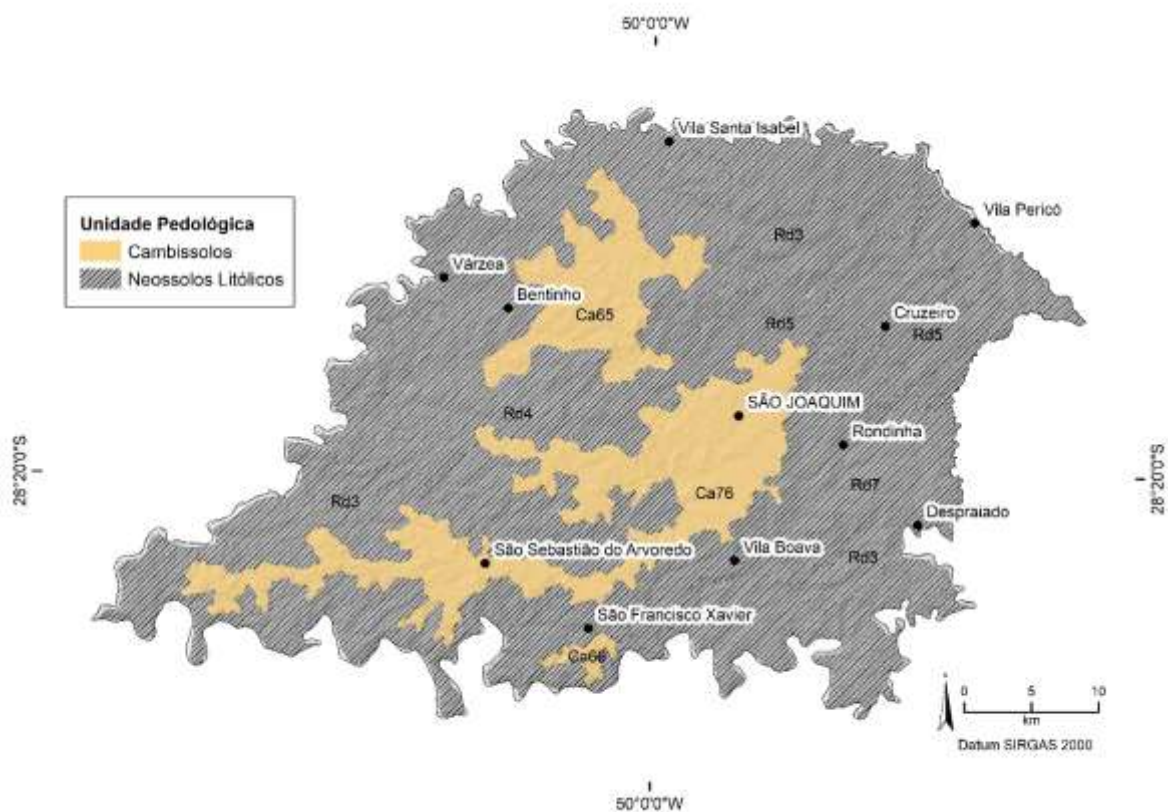 50°0'0"W
Vila Santa Isabel
Vila Pericó
Rd3
Unidade Pedológica
Cambissolos
Neossolos Litólicos
Várzea
Bentinho
Ca65
Rd5
Cruzeiro
Rd5
Rd4
SÃO JOAQUIM
Rondinha
28°20'0"S
28°20'0"S
Rd3
Ca76
Rd7
Despraiado
São Sebastião do Arvoredo
Vila Boava
Rd3
São Francisco Xavier
0 5 10
km
Datum SIRGAS 2000
50°0'0"W